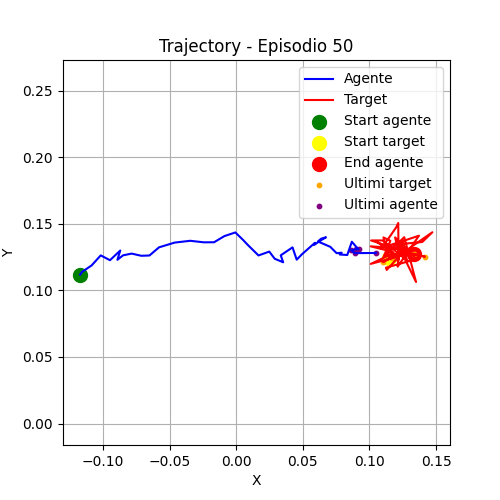 Trajectory - Episodio 50
Agente
Target
Start agente
Start target
End agente
Ultimi target
Ultimi agente
Y
0.25
0.20
0.15
0.10
0.05
0.00
−0.10
−0.05
0.00
0.05
0.10
0.15
X